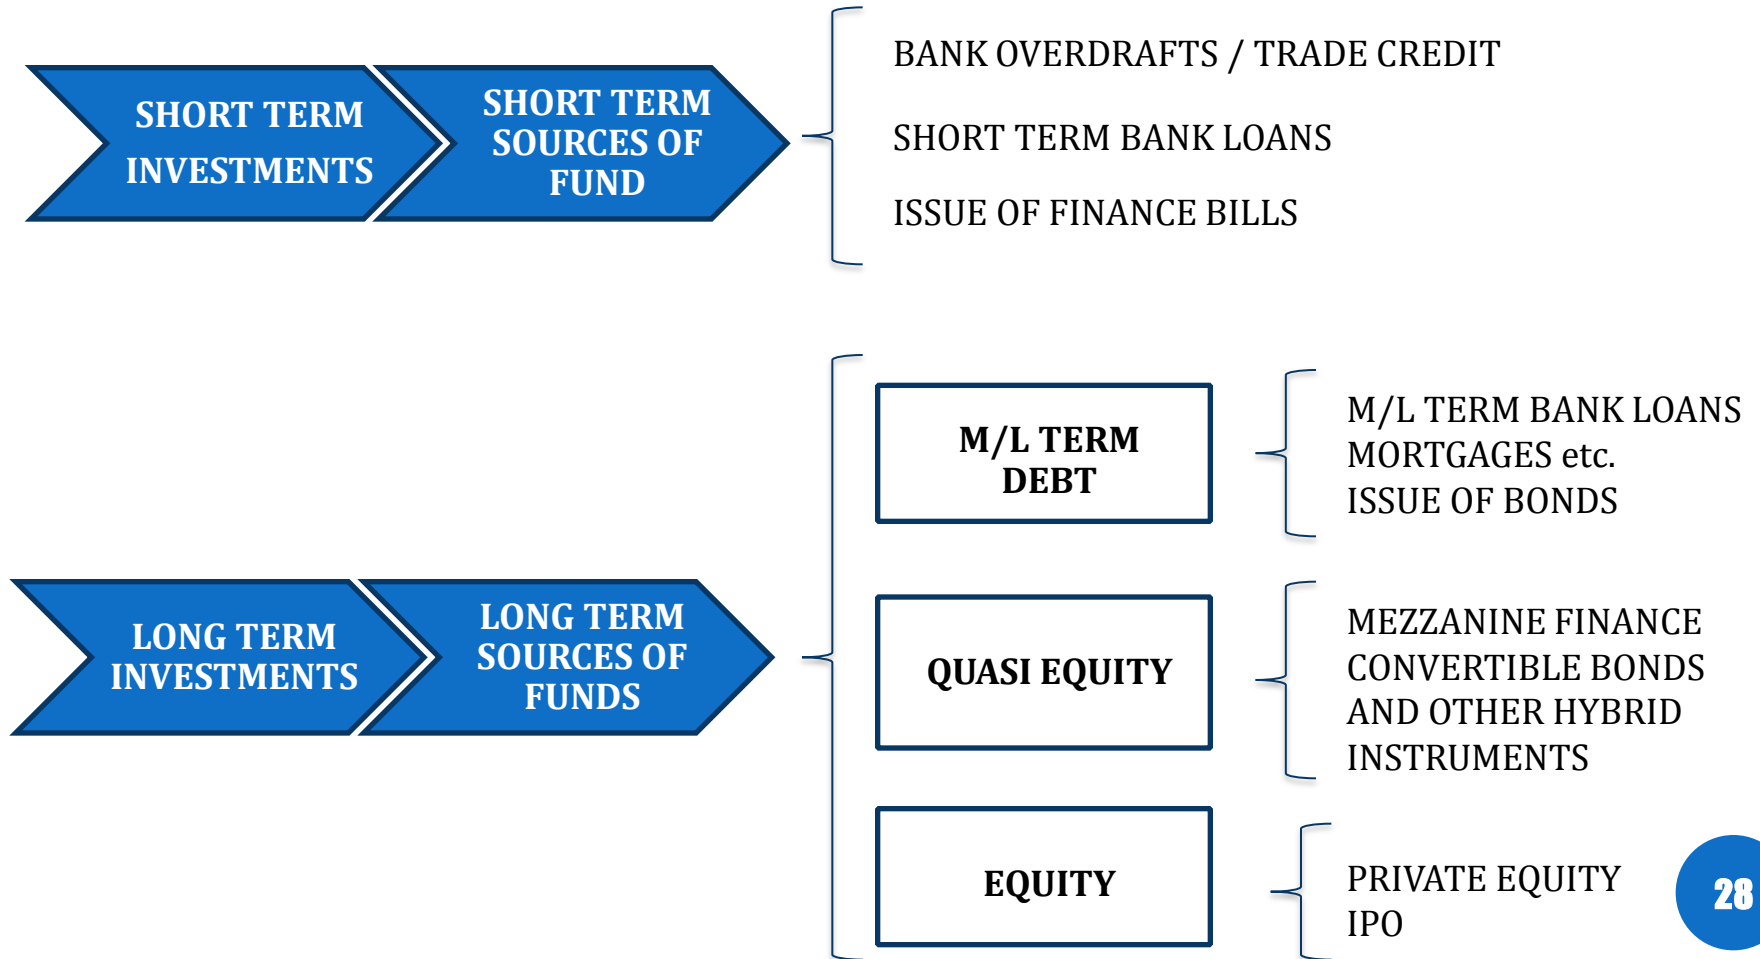 SHORT TERM
INVESTMENTS
SHORT TERM
SOURCES OF
FUND
BANK OVERDRAFTS / TRADE CREDIT
SHORT TERM BANK LOANS
ISSUE OF FINANCE BILLS
LONG TERM
INVESTMENTS
LONG TERM
SOURCES OF
FUNDS
M/L TERM
DEBT
M/L TERM BANK LOANS
MORTGAGES etc.
ISSUE OF BONDS
QUASI EQUITY
MEZZANINE FINANCE
CONVERTIBLE BONDS
AND OTHER HYBRID
INSTRUMENTS
EQUITY
PRIVATE EQUITY
IPO
28